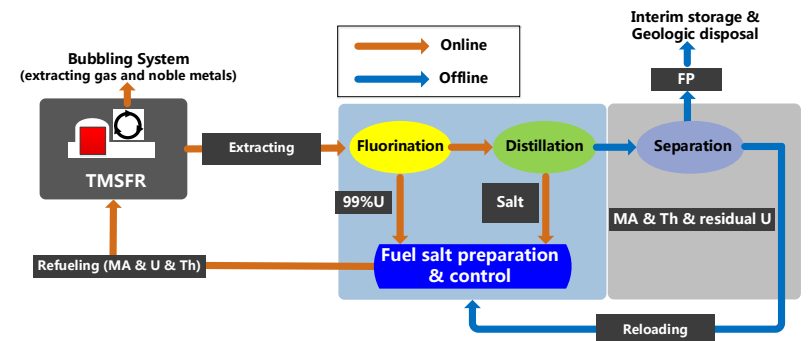 Bubbling System
(extracting gas and noble metals)
Online
Offline
Interim storage &
Geologic disposal
FP
TMSFR
Extracting
Fluorination
Distillation
Separation
99%U
Salt
MA & Th & residual U
Fuel salt preparation
& control
Refueling (MA & U & Th)
Reloading